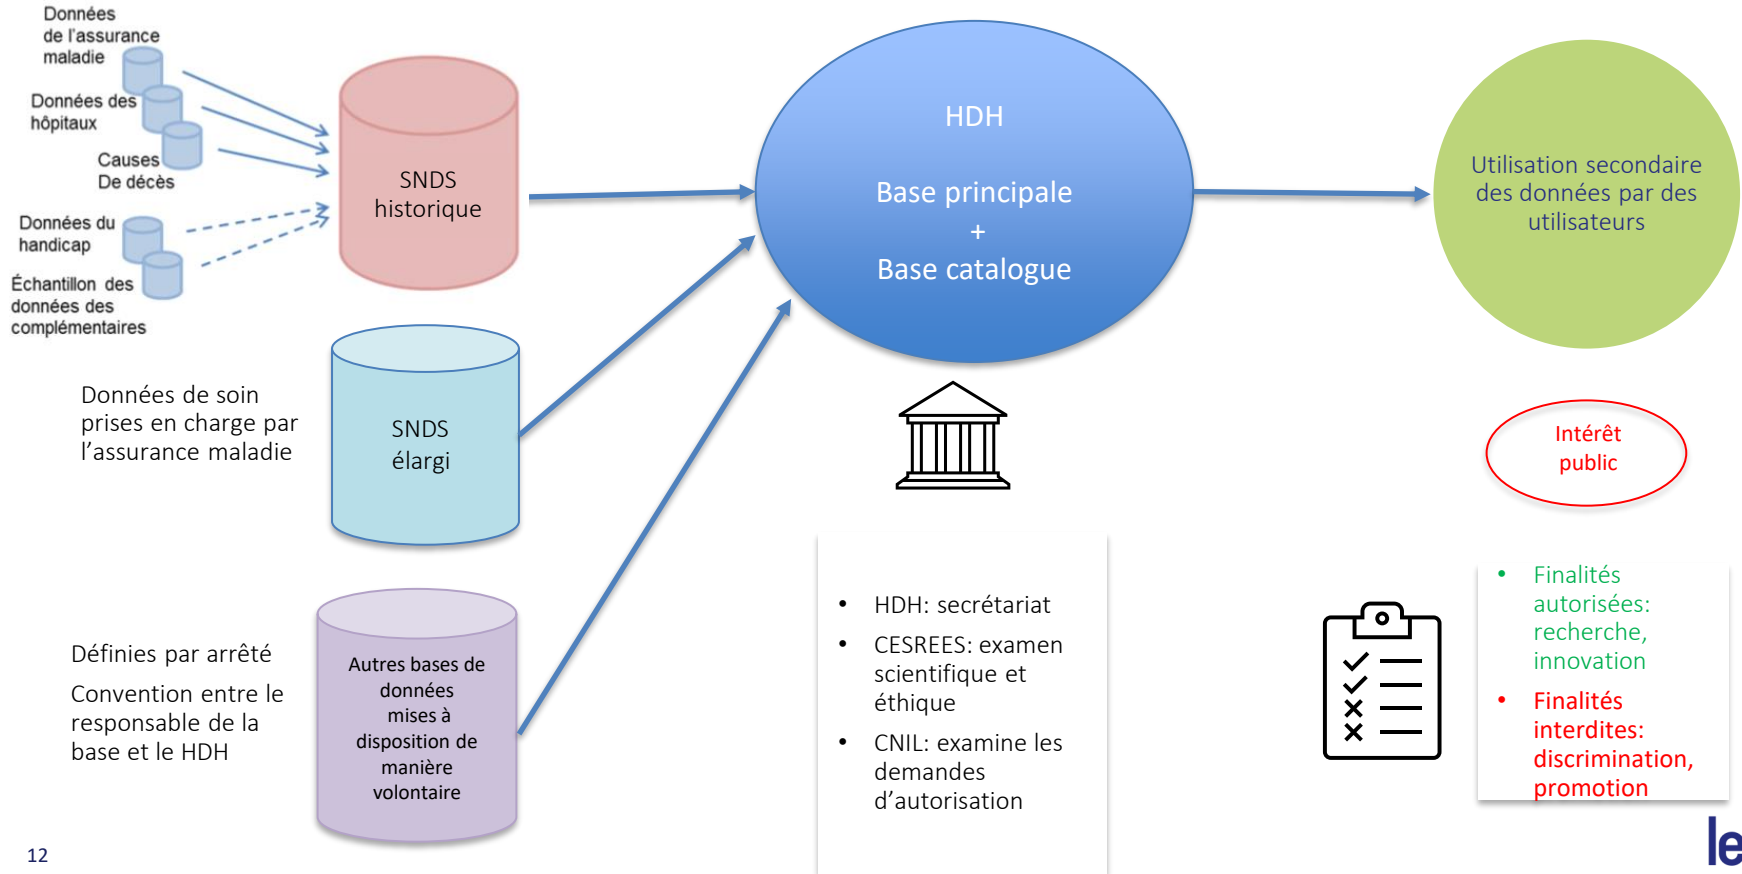 Données
de l'assurance
maladie
Données des
hôpitaux
Causes
De décès
Données du
handicap
Échantillon des
données des
complémentaires
SNDS
historique
Données de soin
prises en charge par
l’assurance maladie
SNDS
élargi
Définies par arrêté
Convention entre le
responsable de la
base et le HDH
Autres bases de
données
mises à
disposition de
manière
volontaire
HDH
Base principale
+
Base catalogue
• HDH: secrétariat
• CESREES: examen
scientifique et
éthique
• CNIL: examine les
demandes
d’autorisation
Utilisation secondaire
des données par des
utilisateurs
Intérêt
public
• Finalités
autorisées:
recherche,
innovation
• Finalités
interdites:
discrimination,
promotion
12
le